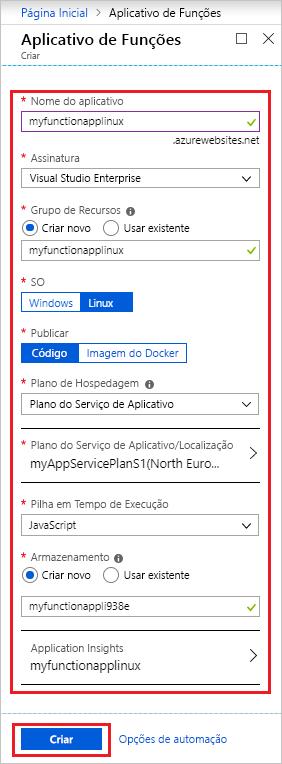 Página Inicial > Aplicativo de Funções
Aplicativo de Funções
Criar
* Nome do aplicativo
myfunctionapplinux
.azurewebsites.net
* Assinatura
Visual Studio Enterprise
* Grupo de Recursos
Criar novo Usar existente
myfunctionapplinux
* SO
Windows Linux
* Publicar
Código Imagem do Docker
* Plano de Hospedagem
Plano do Serviço de Aplicativo
* Plano do Serviço de Aplicativo/Localização
myAppServicePlanS1(North Euro...
* Pilha em Tempo de Execução
JavaScript
* Armazenamento
Criar novo Usar existente
myfunctionappli938e
Application Insights
myfunctionapplinux
Criar Opções de automação